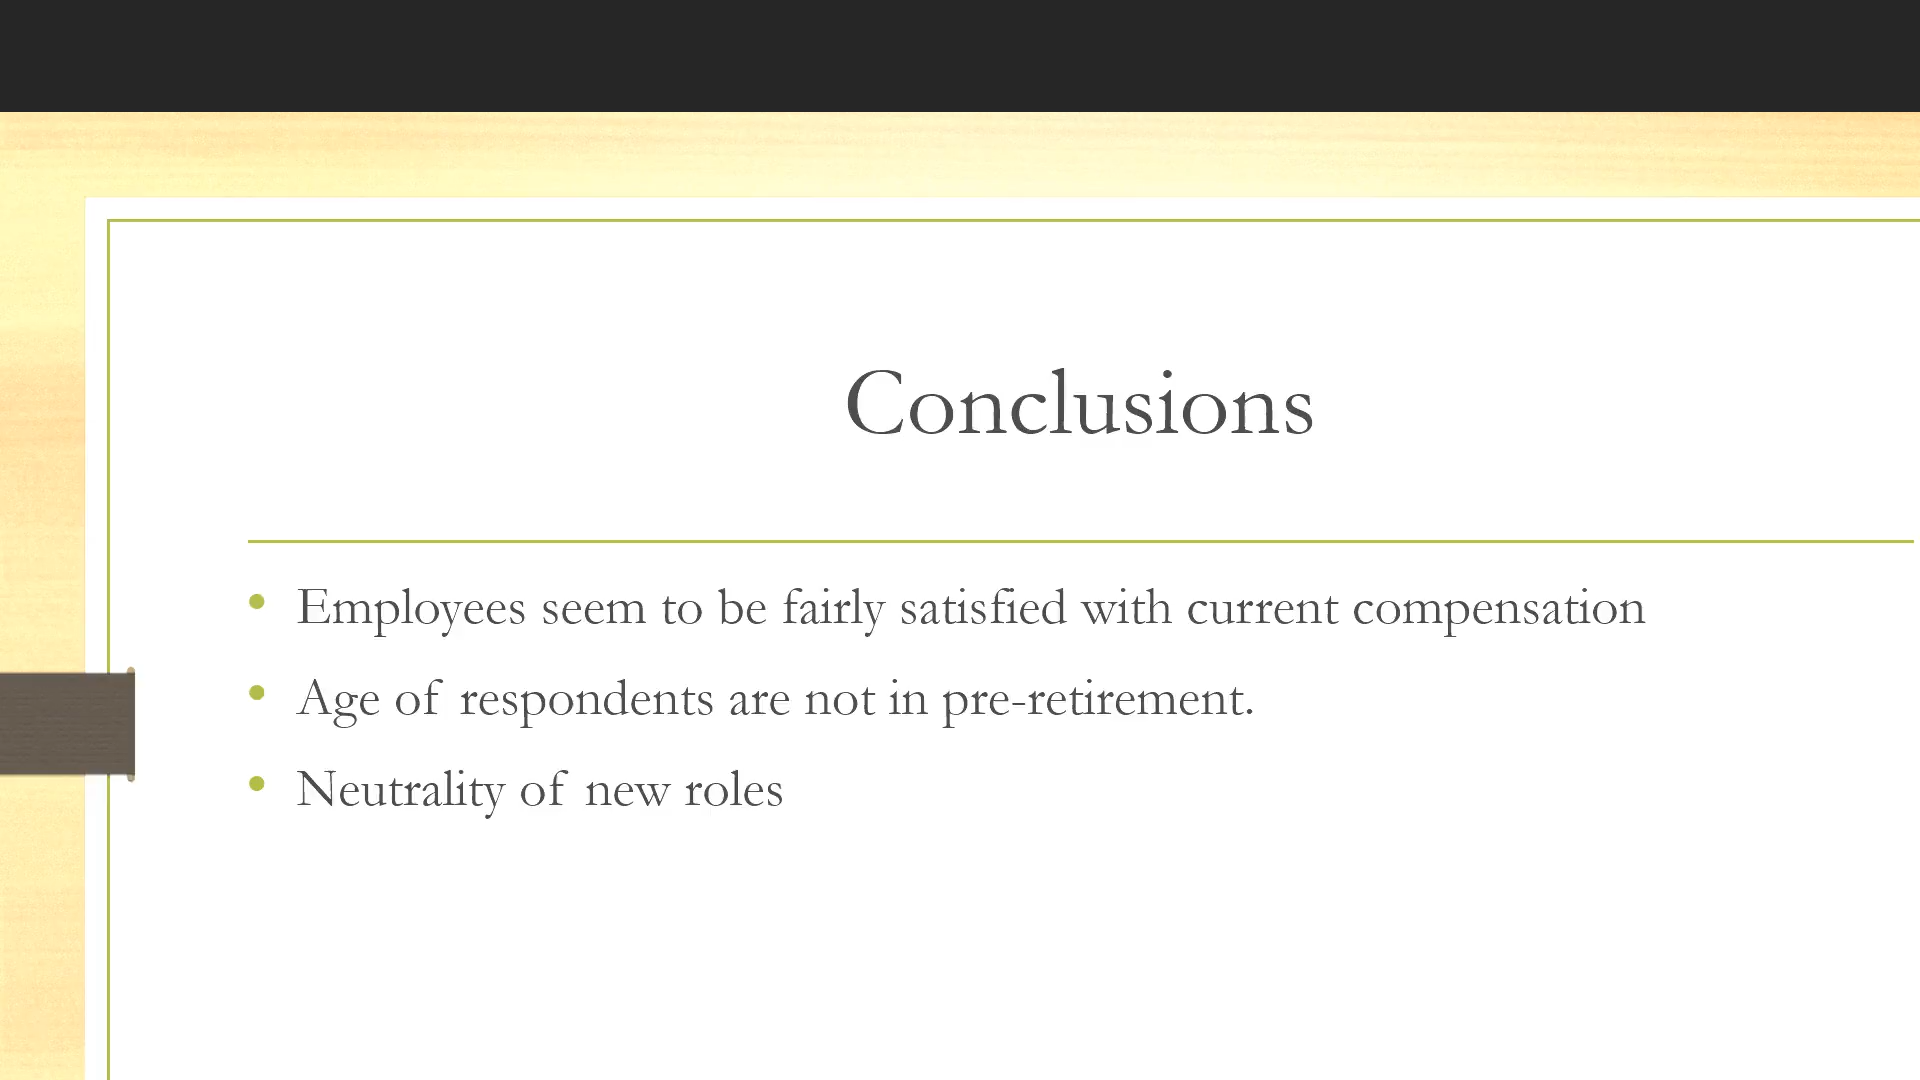 Conclusions
• Employees seem to be fairly satisfied with current compensation
• Age of respondents are not in pre-retirement.
• Neutrality of new roles